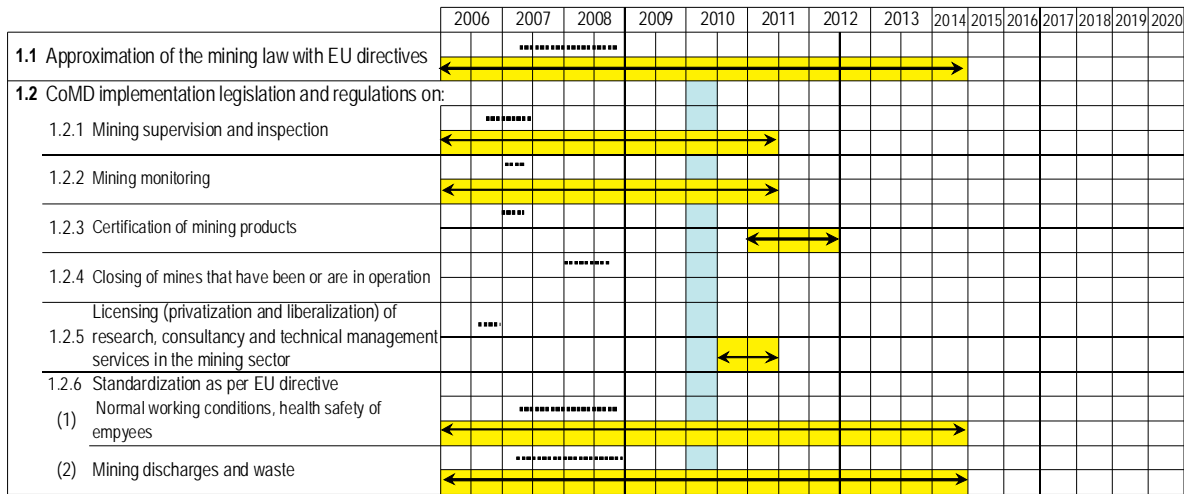 2006 2007 2008 2009 2010 2011 2012 2013 2014 2015 2016 2017 2018 2019 2020
1.1 Approximation of the mining law with EU directives
1.2 CoMD implementation legislation and regulations on:
1.2.1 Mining supervision and inspection
1.2.2 Mining monitoring
1.2.3 Certification of mining products
1.2.4 Closing of mines that have been or are in operation
Licensing (privatization and liberalization) of
1.2.5 research, consultancy and technical management
services in the mining sector
1.2.6 Standardization as per EU directive
(1) Normal working conditions, health safety of
empyees
(2) Mining discharges and waste